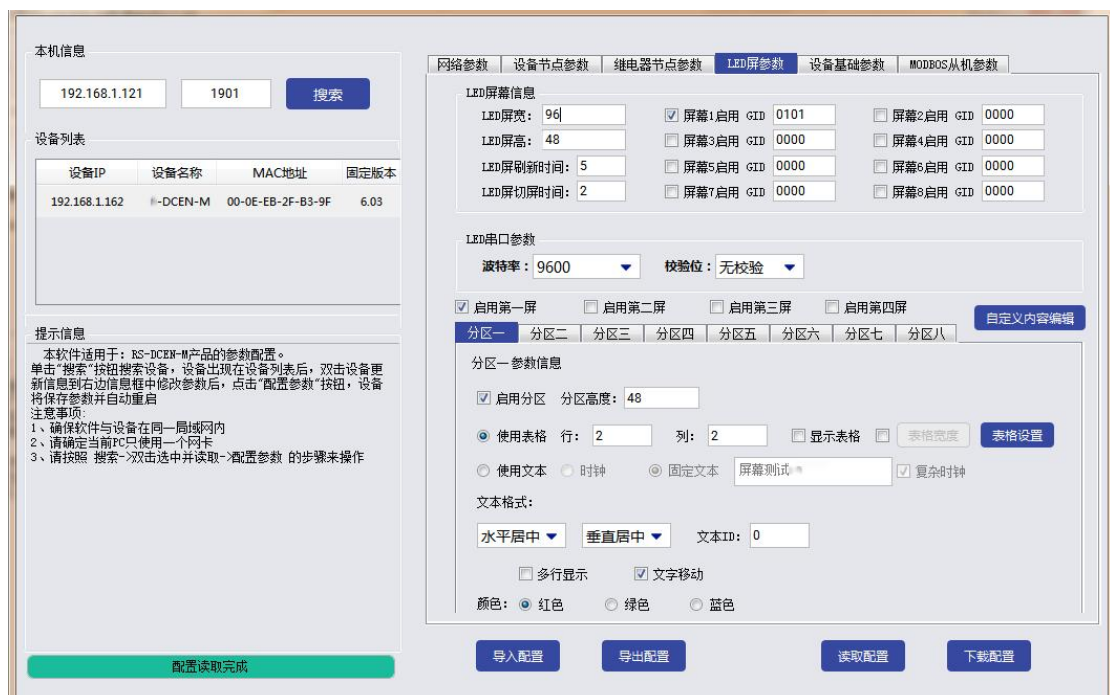 本机信息
192.168.1.121
1901
搜索
设备列表
设备IP 设备名称 MAC地址 固定版本
192.168.1.162 -DCEN-M 00-0E-EB-2F-B3-9F 6.03
提示信息
本软件适用于：RS-DCEN-M产品的参数配置。
单击"搜索"按钮搜索设备，设备出现在设备列表后，双击设备更
新信息到右边信息框中修改参数后，点击"配置参数"按钮，设备
将保存参数并自动重启
注意事项:
1、确保软件与设备在同一局域网内
2、请确定当前PC只使用一个网卡
3、请按照 搜索->双击选中并读取->配置参数 的步骤来操作
配置读取完成
网络参数 设备节点参数 继电器节点参数 LED屏参数 设备基础参数 MODBOS从机参数
LED屏幕信息
LED屏宽: 96 屏幕1启用 GID 0101 屏幕2启用 GID 0000
LED屏高: 48 屏幕3启用 GID 0000 屏幕4启用 GID 0000
LED屏刷新时间: 5 屏幕5启用 GID 0000 屏幕6启用 GID 0000
LED屏切屏时间: 2 屏幕7启用 GID 0000 屏幕8启用 GID 0000
LED串口参数
波特率：9600 校验位：无校验
启用第一屏 启用第二屏 启用第三屏 启用第四屏
自定义内容编辑
分区一 分区二 分区三 分区四 分区五 分区六 分区七 分区八
分区一参数信息
启用分区 分区高度: 48
使用表格 行: 2 列: 2 显示表格 表格宽度 表格设置
使用文本 时钟 固定文本 屏幕测试 复杂时钟
文本格式:
水平居中 垂直居中 文本ID: 0
多行显示 文字移动
颜色: 红色 绿色 蓝色
导入配置 导出配置 读取配置 下载配置